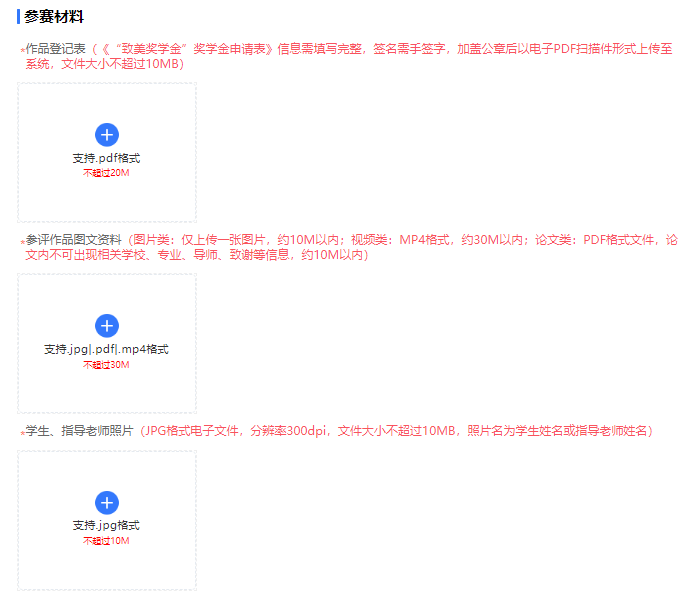 参赛材料
*作品登记表（《“致美奖学金”奖学金申请表》信息需填写完整，签名需手签字，加盖公章后以电子PDF扫描件形式上传至
系统，文件大小不超过10MB）
支持.pdf格式
不超过20M
*参评作品图文资料（图片类：仅上传一张图片，约10M以内；视频类：MP4格式，约30M以内；论文类：PDF格式文件，论
文内不可出现相关学校、专业、导师、致谢等信息，约10M以内）
支持.jpg|.pdf|.mp4格式
不超过30M
*学生、指导老师照片（JPG格式电子文件，分辨率300dpi，文件大小不超过10MB，照片名为学生姓名或指导老师姓名）
支持.jpg格式
不超过10M